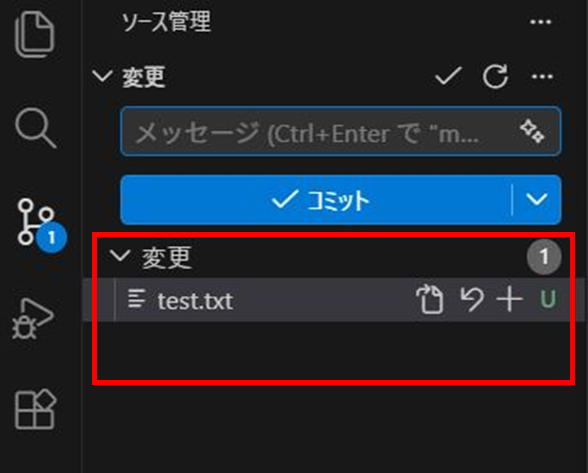 ソース管理
変更
メッセージ (Ctrl+Enter で "m...
コミット
1
変更 1
test.txt U